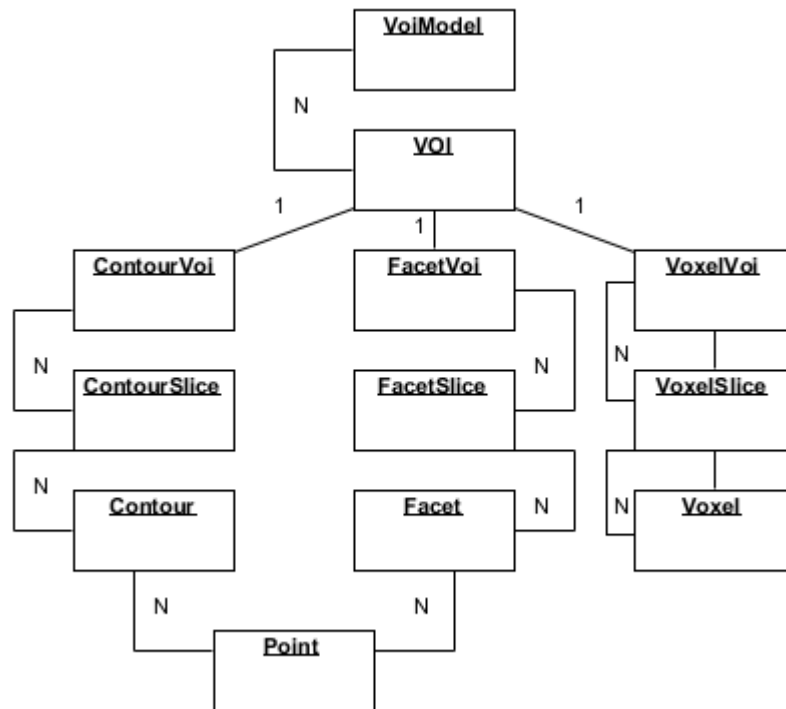 VoiModel
N
VOI
1
1
1
ContourVoi
FacetVoi
VoxelVoi
N
N
N
ContourSlice
FacetSlice
VoxelSlice
N
N
N
Contour
Facet
Voxel
N
N
Point